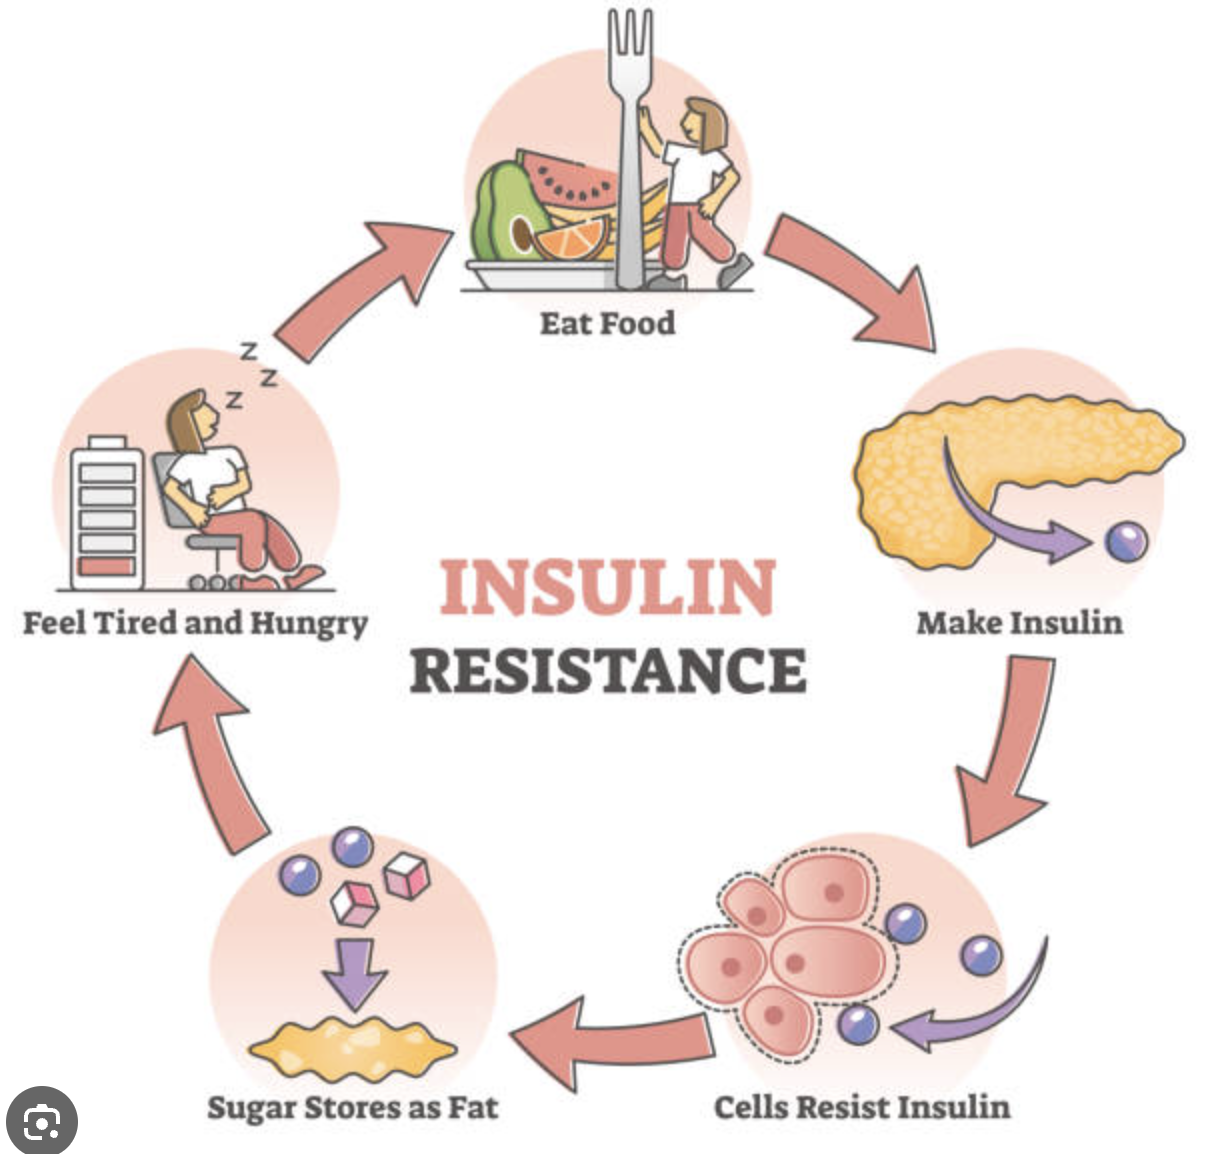 Eat Food
Make Insulin
Cells Resist Insulin
Sugar Stores as Fat
Feel Tired and Hungry
z
z
z
INSULIN
RESISTANCE